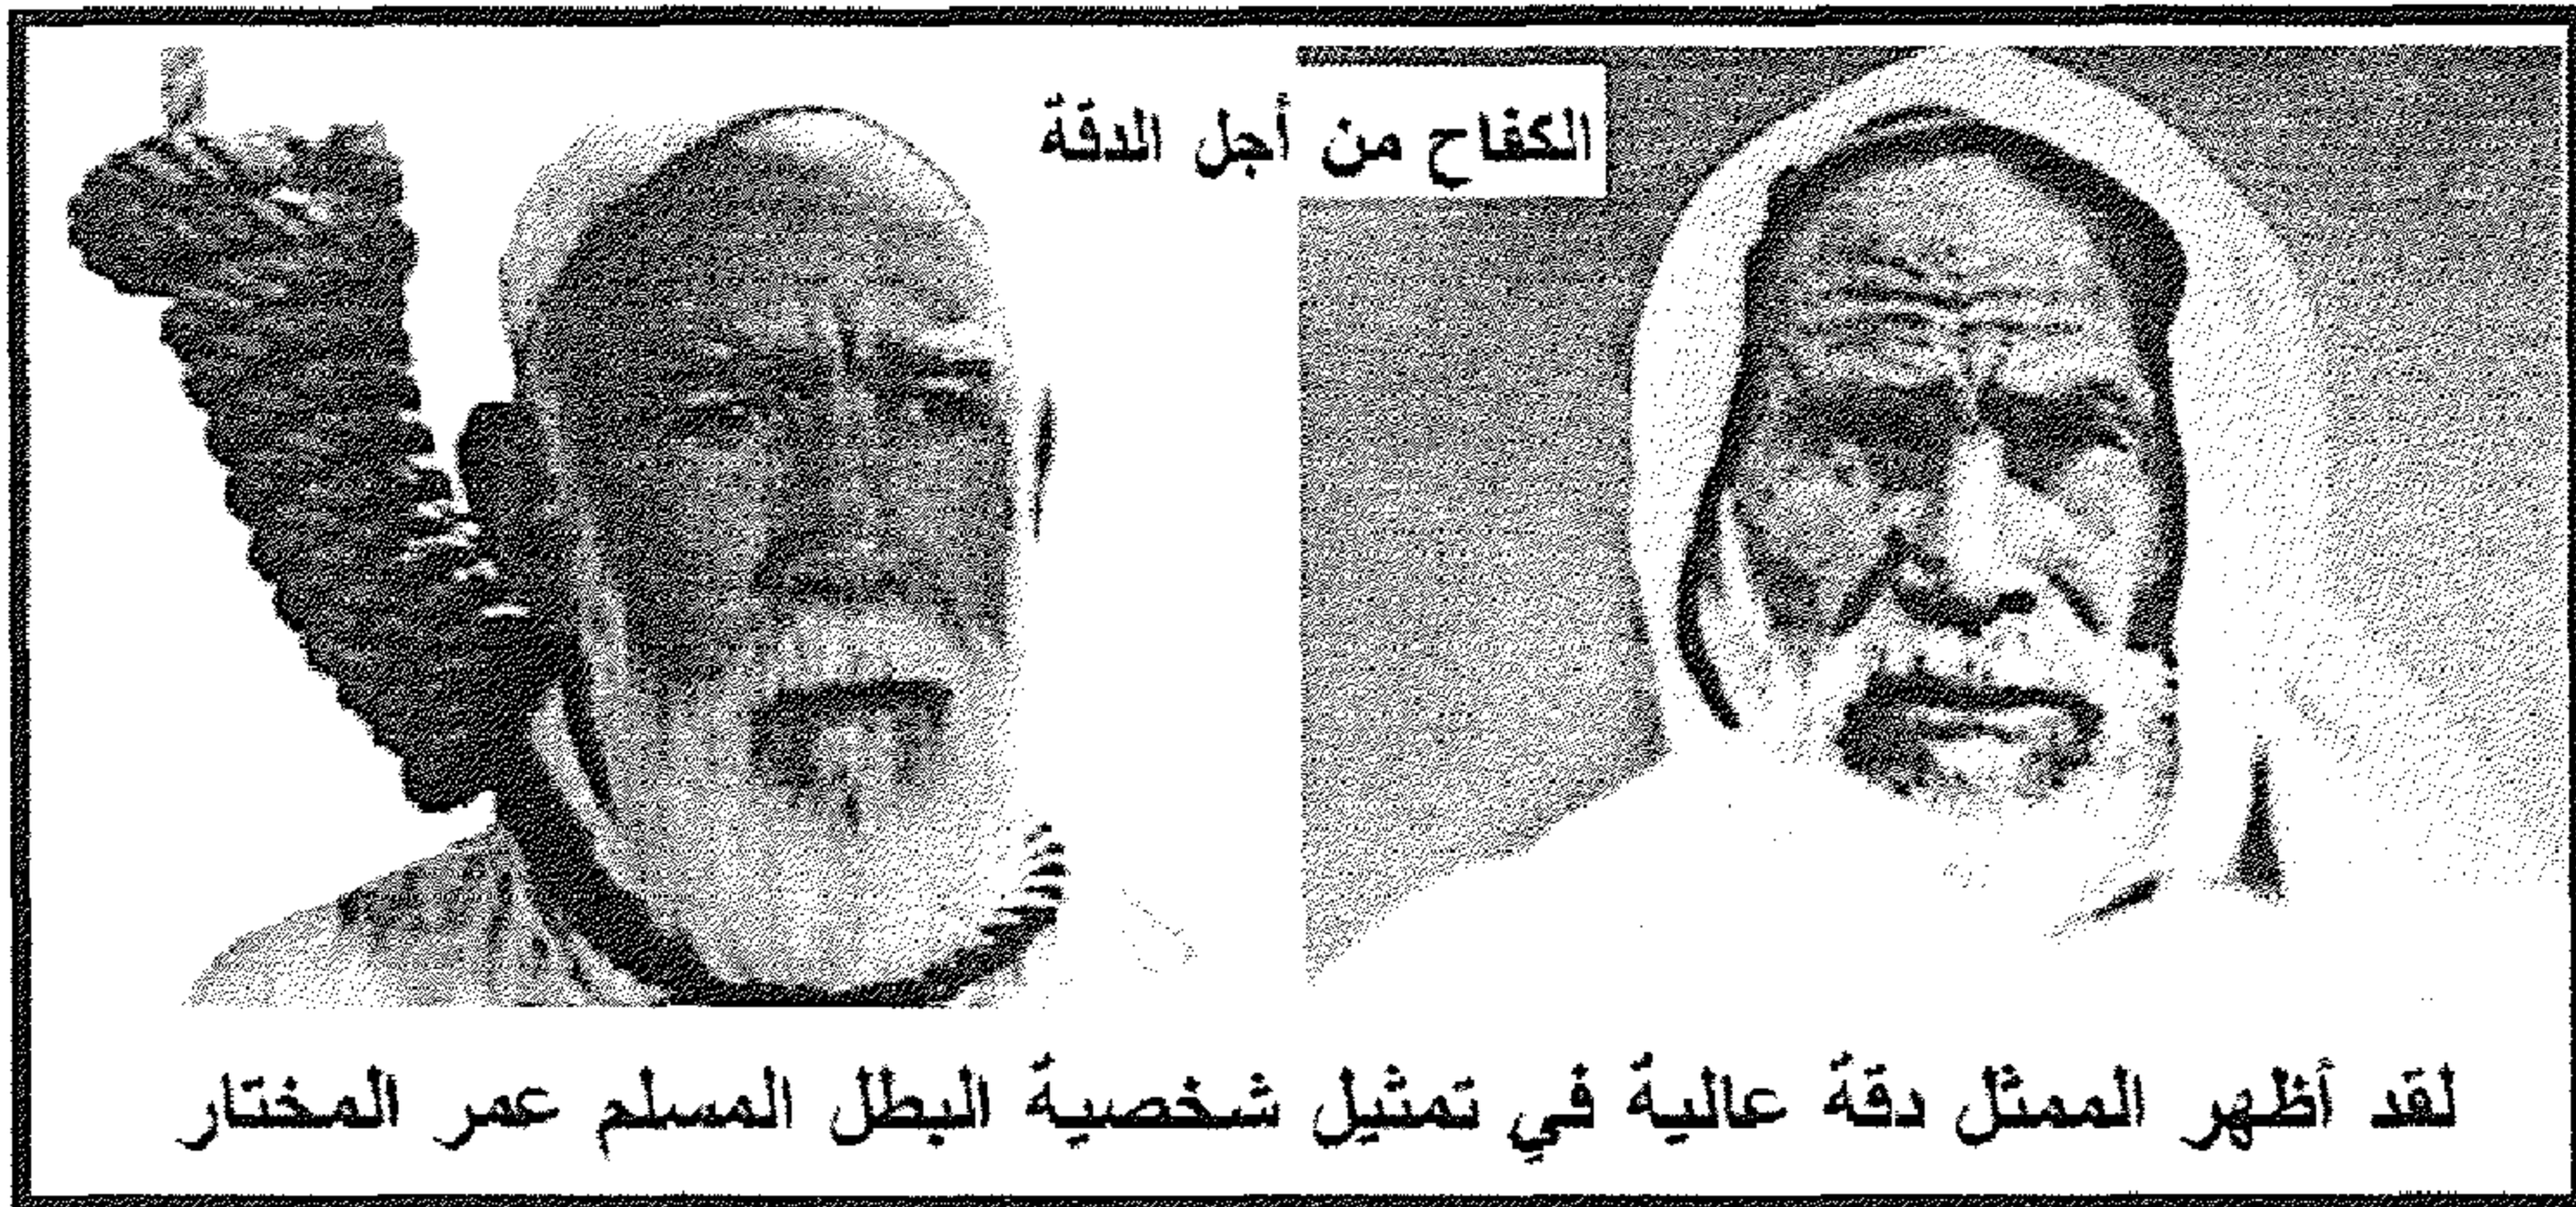 الكفاح من أجل الدقة
لقد أظهر الممثل دقة عالية في تمثيل شخصية البطل المسلم عمر المختار